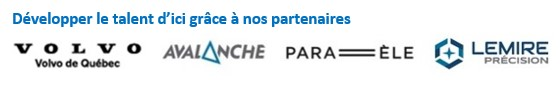 Développer le talent d'ici grâce à nos partenaires
VOLVO
Volvo de Québec
AVALANCHE
PARA══ÈLE
LEMIRE
PRÉCISION